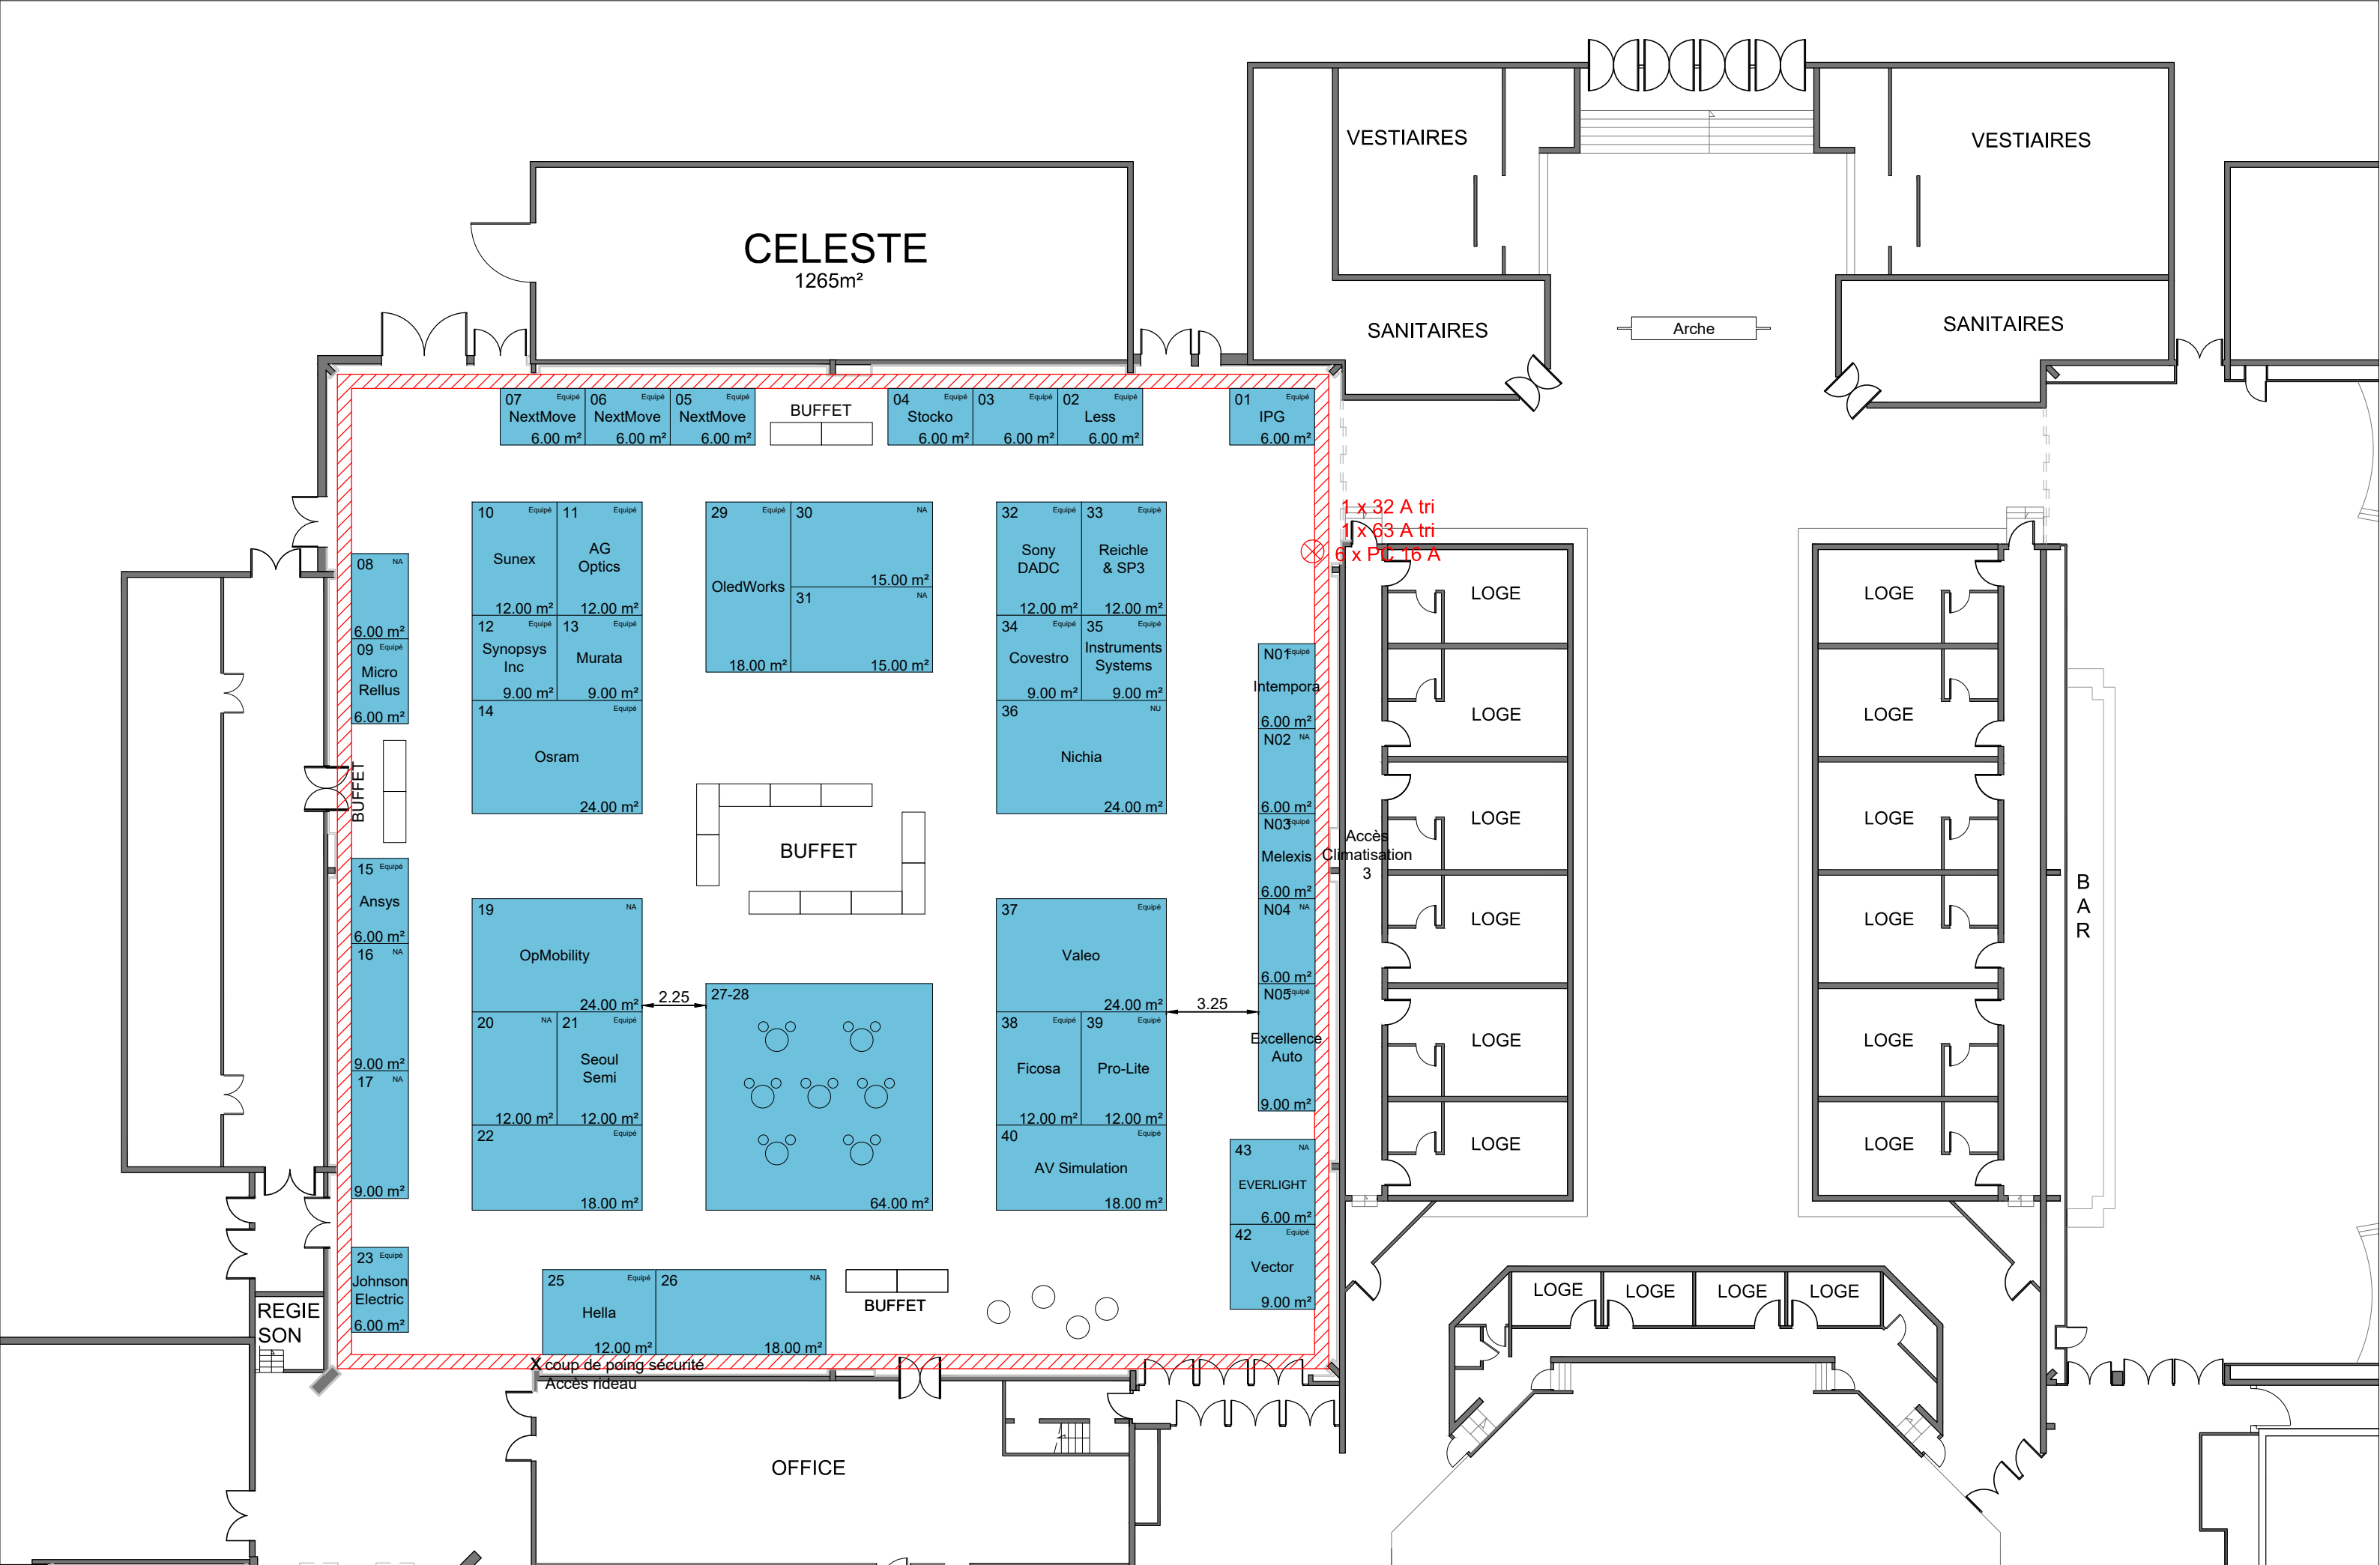 VESTIAIRES
VESTIAIRES
CELESTE
1265m²
SANITAIRES
Arche
SANITAIRES
07 Equipé
NextMove
6.00 m²
06 Equipé
NextMove
6.00 m²
05 Equipé
NextMove
6.00 m²
BUFFET
04 Equipé
Stocko
6.00 m²
03 Equipé
6.00 m²
02 Equipé
Less
6.00 m²
01 Equipé
IPG
6.00 m²
1 x 32 A tri
1 x 63 A tri
6 x PC 16 A
08 NA
6.00 m²
09 Equipé
Micro
Rellus
6.00 m²
BUFFET
10 Equipé
Sunex
12.00 m²
11 Equipé
AG
Optics
12.00 m²
12 Equipé
Synopsys
Inc
9.00 m²
13 Equipé
Murata
9.00 m²
14 Equipé
Osram
24.00 m²
29 Equipé
OledWorks
18.00 m²
30 NA
15.00 m²
31 NA
15.00 m²
32 Equipé
Sony
DADC
12.00 m²
33 Equipé
Reichle
& SP3
12.00 m²
34 Equipé
Covestro
9.00 m²
35 Equipé
Instruments
Systems
9.00 m²
36 NU
Nichia
24.00 m²
N01 Equipé
Intempora
6.00 m²
N02 NA
6.00 m²
N03 Equipé
Melexis
6.00 m²
N04 NA
6.00 m²
N05 Equipé
Excellence
Auto
9.00 m²
Accès
Climatisation
3
BUFFET
15 Equipé
Ansys
6.00 m²
16 NA
9.00 m²
17 NA
9.00 m²
19 NA
OpMobility
24.00 m²
2.25
20 NA
12.00 m²
21 Equipé
Seoul
Semi
12.00 m²
22 Equipé
18.00 m²
27-28
64.00 m²
37 Equipé
Valeo
24.00 m²
3.25
38 Equipé
Ficosa
12.00 m²
39 Equipé
Pro-Lite
12.00 m²
40 Equipé
AV Simulation
18.00 m²
43 NA
EVERLIGHT
6.00 m²
42 Equipé
Vector
9.00 m²
23 Equipé
Johnson
Electric
6.00 m²
25 Equipé
Hella
12.00 m²
26 NA
18.00 m²
BUFFET
REGIE
SON
X coup de poing sécurité
Accès rideau
OFFICE
LOGE
LOGE
LOGE
LOGE
LOGE
LOGE
LOGE
LOGE
LOGE
LOGE
LOGE
LOGE
B
A
R
LOGE
LOGE
LOGE
LOGE